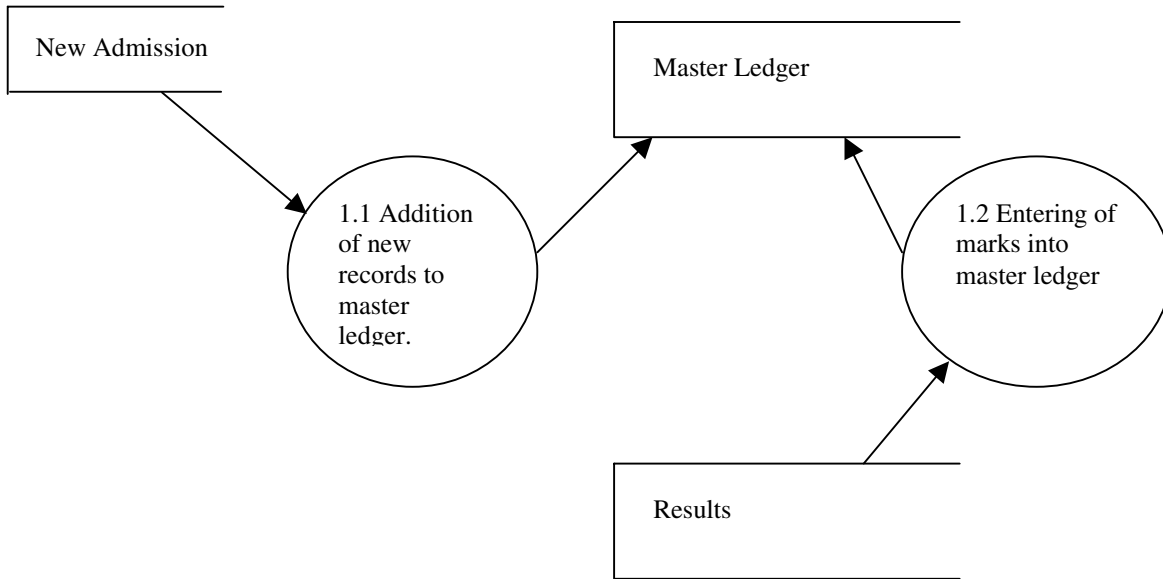 New Admission
Master Ledger
1.1 Addition
of new
records to
master
ledger.
1.2 Entering of
marks into
master ledger
Results